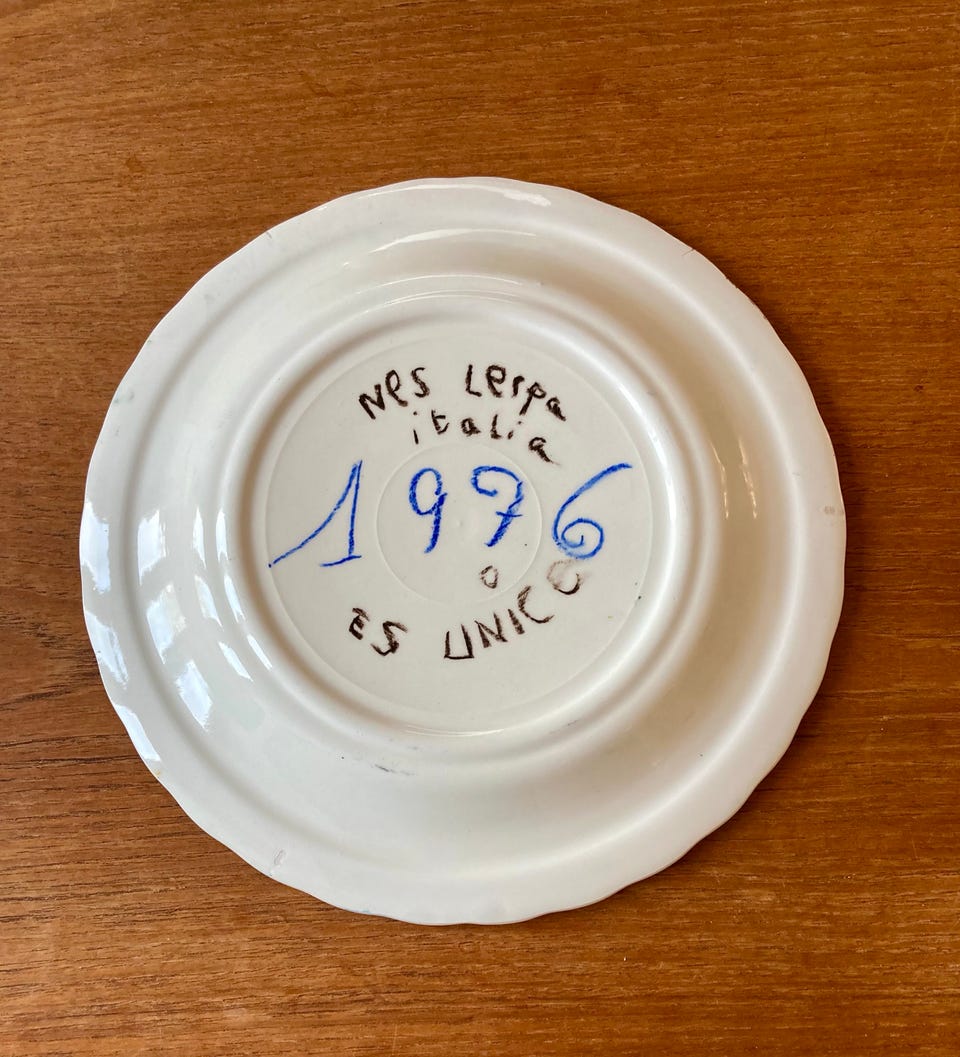 Nes Lerpa
italia
1976
o
ES UNICO